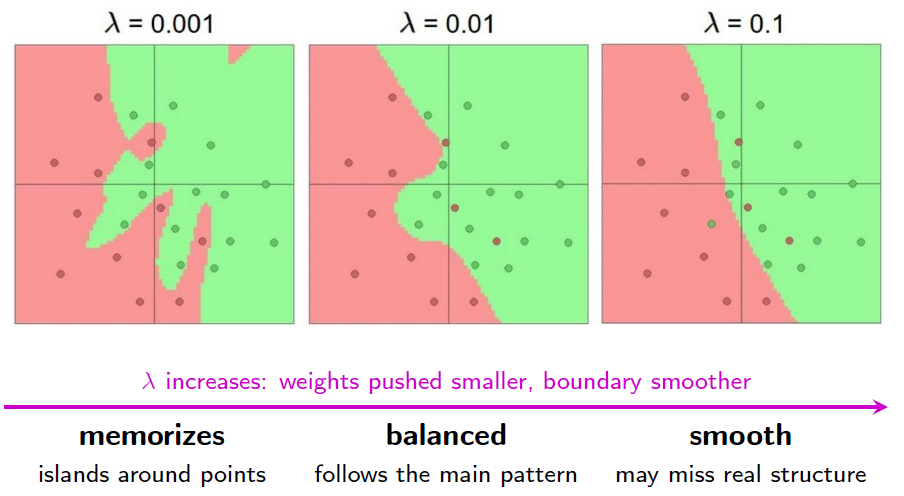 λ = 0.001 λ = 0.01 λ = 0.1
λ increases: weights pushed smaller, boundary smoother
memorizes balanced smooth
islands around points follows the main pattern may miss real structure